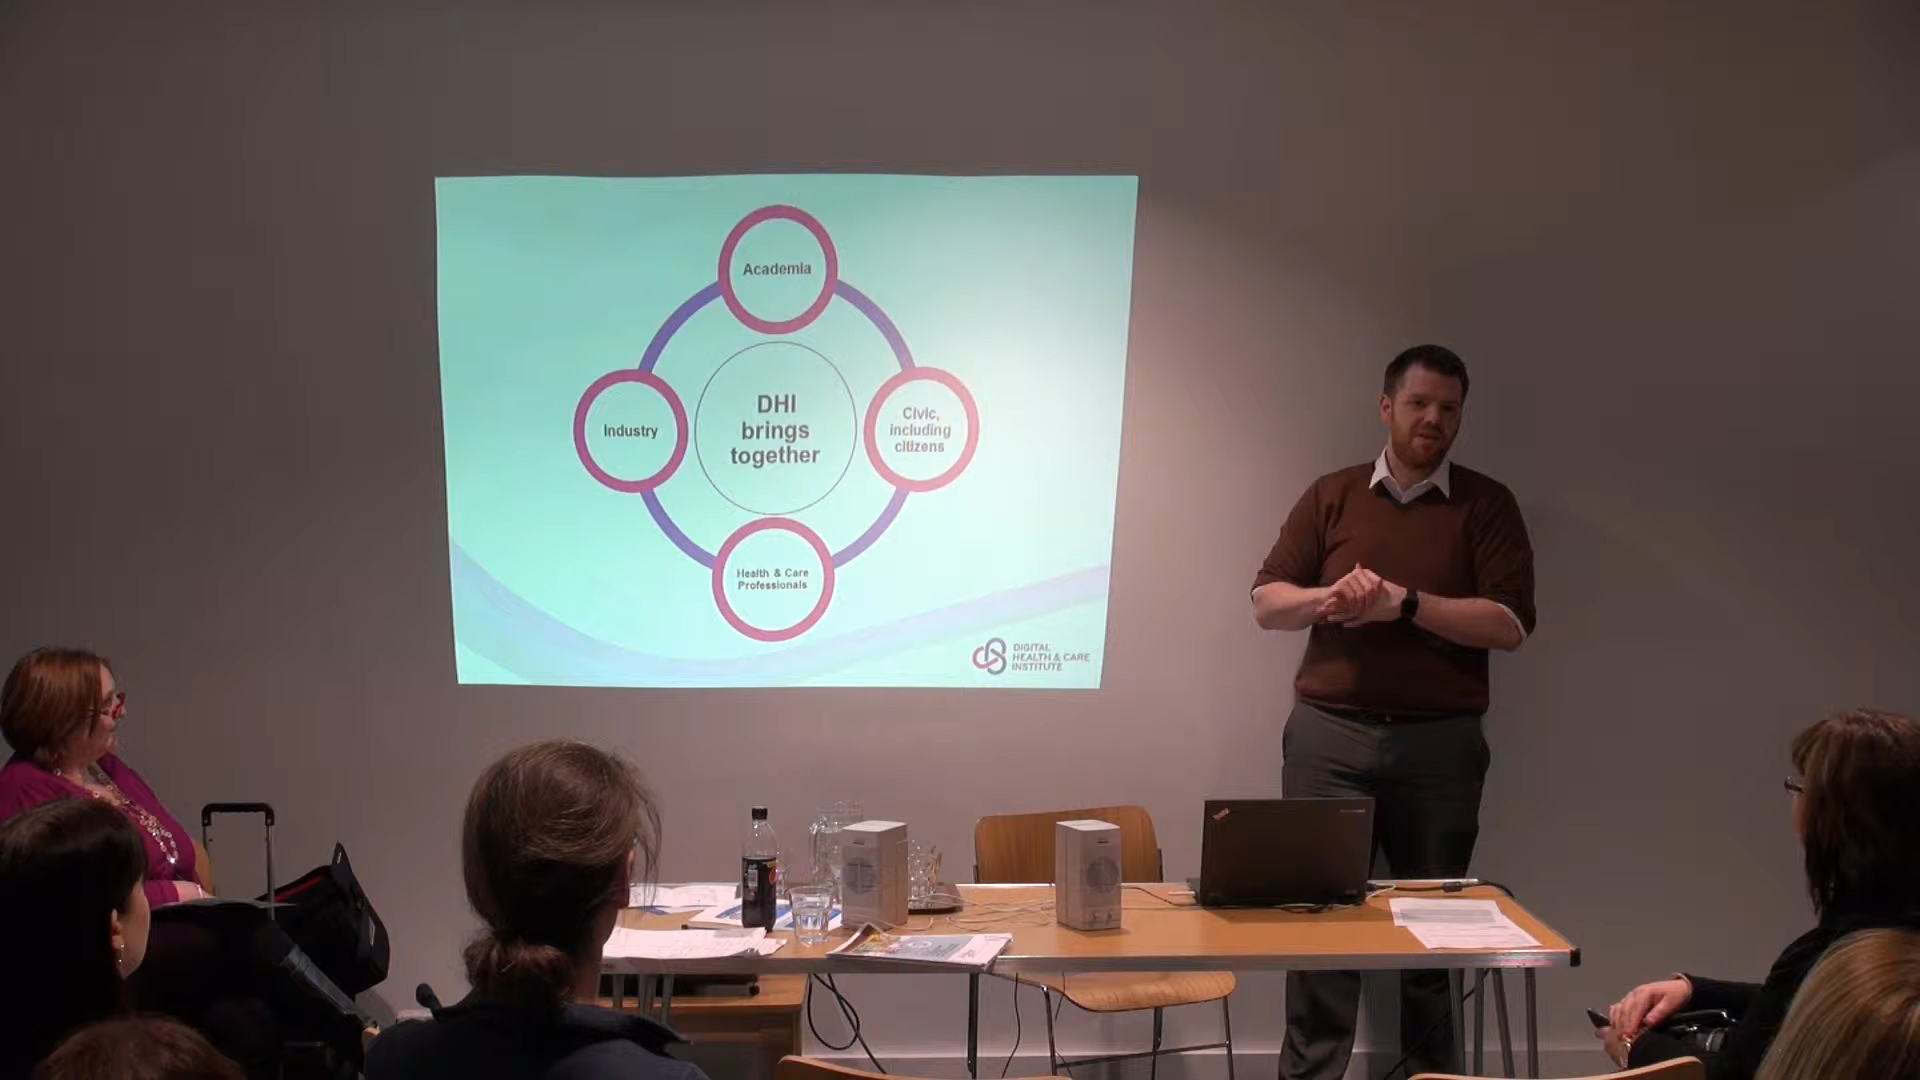 Academia
Industry
DHI
brings
together
Civic,
including
citizens
Health & Care
Professionals
DIGITAL
HEALTH & CARE
INSTITUTE